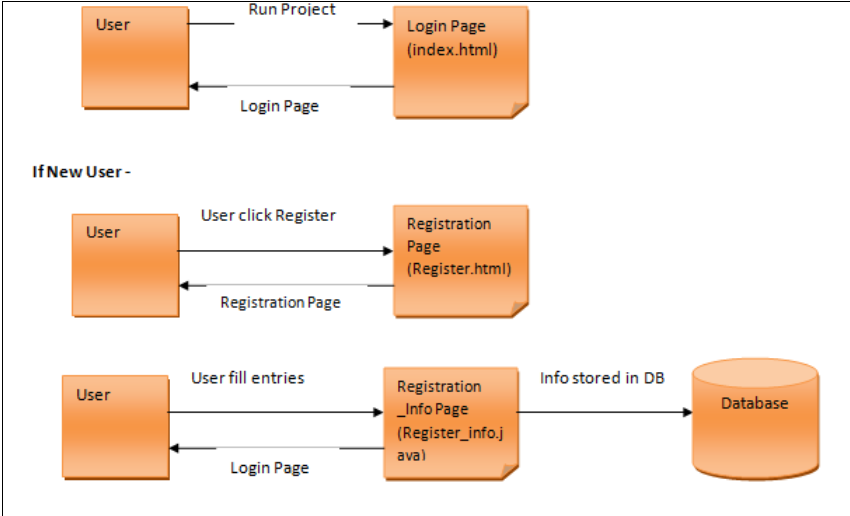 Run Project
User
Login Page
(index.html)
Login Page
If New User -
User click Register
User
Registration
Page
(Register.html)
Registration Page
User fill entries
User
Registration
_Info Page
(Register_info.j
ava)
Info stored in DB
Database
Login Page